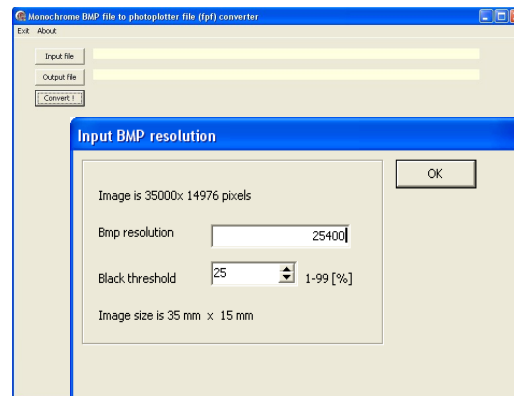 Monochrome BMP file to photoplotter file (fpf) converter
Exit About
Input file
Output file
Convert !
Input BMP resolution
OK
Image is 35000x 14976 pixels
Bmp resolution 25400
Black threshold 25 1-99 [%]
Image size is 35 mm x 15 mm